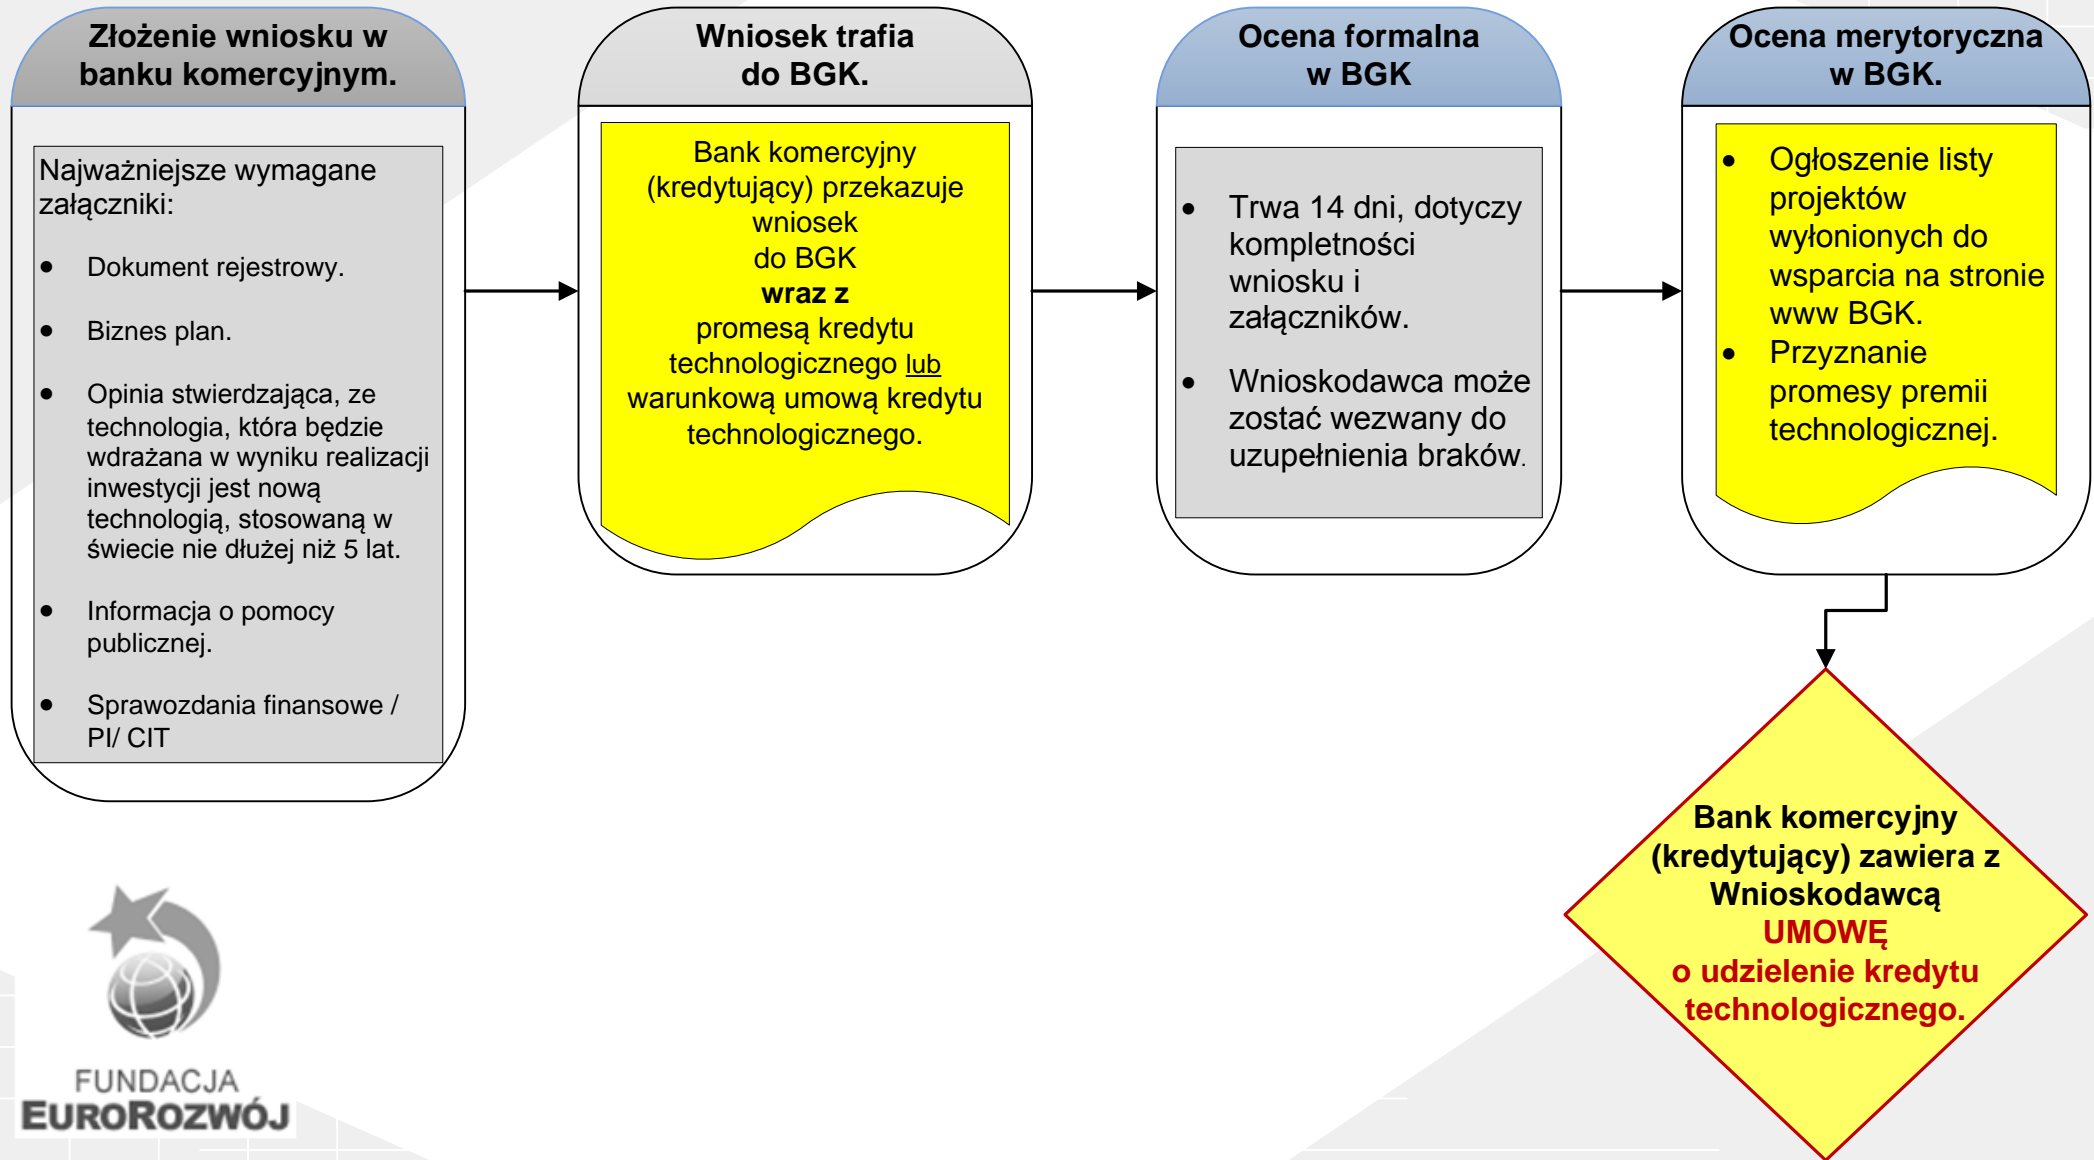 Złożenie wniosku w
banku komercyjnym.
Najważniejsze wymagane
załączniki:
• Dokument rejestrowy.
• Biznes plan.
• Opinia stwierdzająca, ze
technologia, która będzie
wdrażana w wyniku realizacji
inwestycji jest nową
technologią, stosowaną w
świecie nie dłużej niż 5 lat.
• Informacja o pomocy
publicznej.
• Sprawozdania finansowe /
PI/ CIT
Wniosek trafia
do BGK.
Bank komercyjny
(kredytujący) przekazuje
wniosek
do BGK
wraz z
promesą kredytu
technologicznego lub
warunkową umową kredytu
technologicznego.
Ocena formalna
w BGK
• Trwa 14 dni, dotyczy
kompletności
wniosku i
załączników.
• Wnioskodawca może
zostać wezwany do
uzupełnienia braków.
Ocena merytoryczna
w BGK.
• Ogłoszenie listy
projektów
wyłonionych do
wsparcia na stronie
www BGK.
• Przyznanie
promesy premii
technologicznej.
Bank komercyjny
(kredytujący) zawiera z
Wnioskodawcą
UMOWĘ
o udzielenie kredytu
technologicznego.
FUNDACJA
EUROROZWÓJ